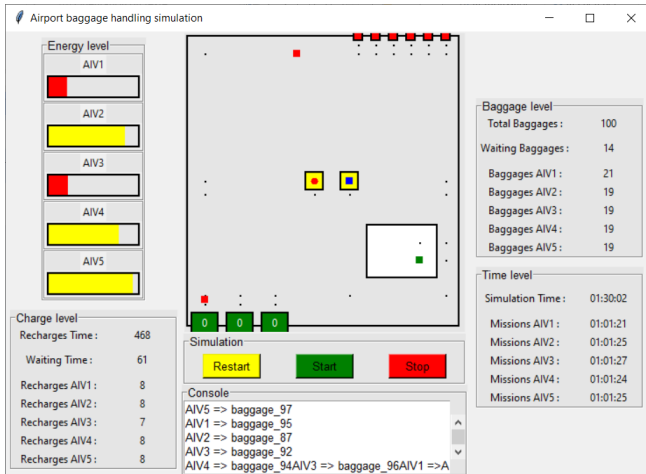 Airport baggage handling simulation
Energy level
AIV1
AIV2
AIV3
AIV4
AIV5
Charge level
Recharges Time : 468
Waiting Time : 61
Recharges AIV1 : 8
Recharges AIV2 : 8
Recharges AIV3 : 7
Recharges AIV4 : 8
Recharges AIV5 : 8
0 0 0
Simulation
Restart Start Stop
Console
AIV5 => baggage_97
AIV1 => baggage_95
AIV2 => baggage_87
AIV3 => baggage_92
AIV4 => baggage_94AIV3 => baggage_96AIV1 =>A
Baggage level
Total Baggages : 100
Waiting Baggages : 14
Baggages AIV1 : 21
Baggages AIV2 : 19
Baggages AIV3 : 19
Baggages AIV4 : 19
Baggages AIV5 : 19
Time level
Simulation Time : 01:30:02
Missions AIV1 : 01:01:21
Missions AIV2 : 01:01:25
Missions AIV3 : 01:01:27
Missions AIV4 : 01:01:24
Missions AIV5 : 01:01:25